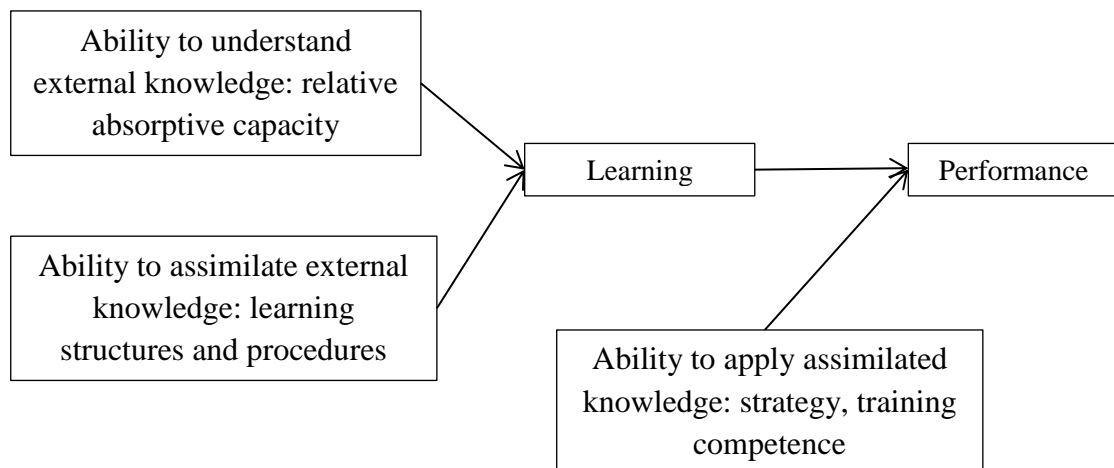 Ability to understand
external knowledge: relative
absorptive capacity
Learning
Performance
Ability to assimilate external
knowledge: learning
structures and procedures
Ability to apply assimilated
knowledge: strategy, training
competence